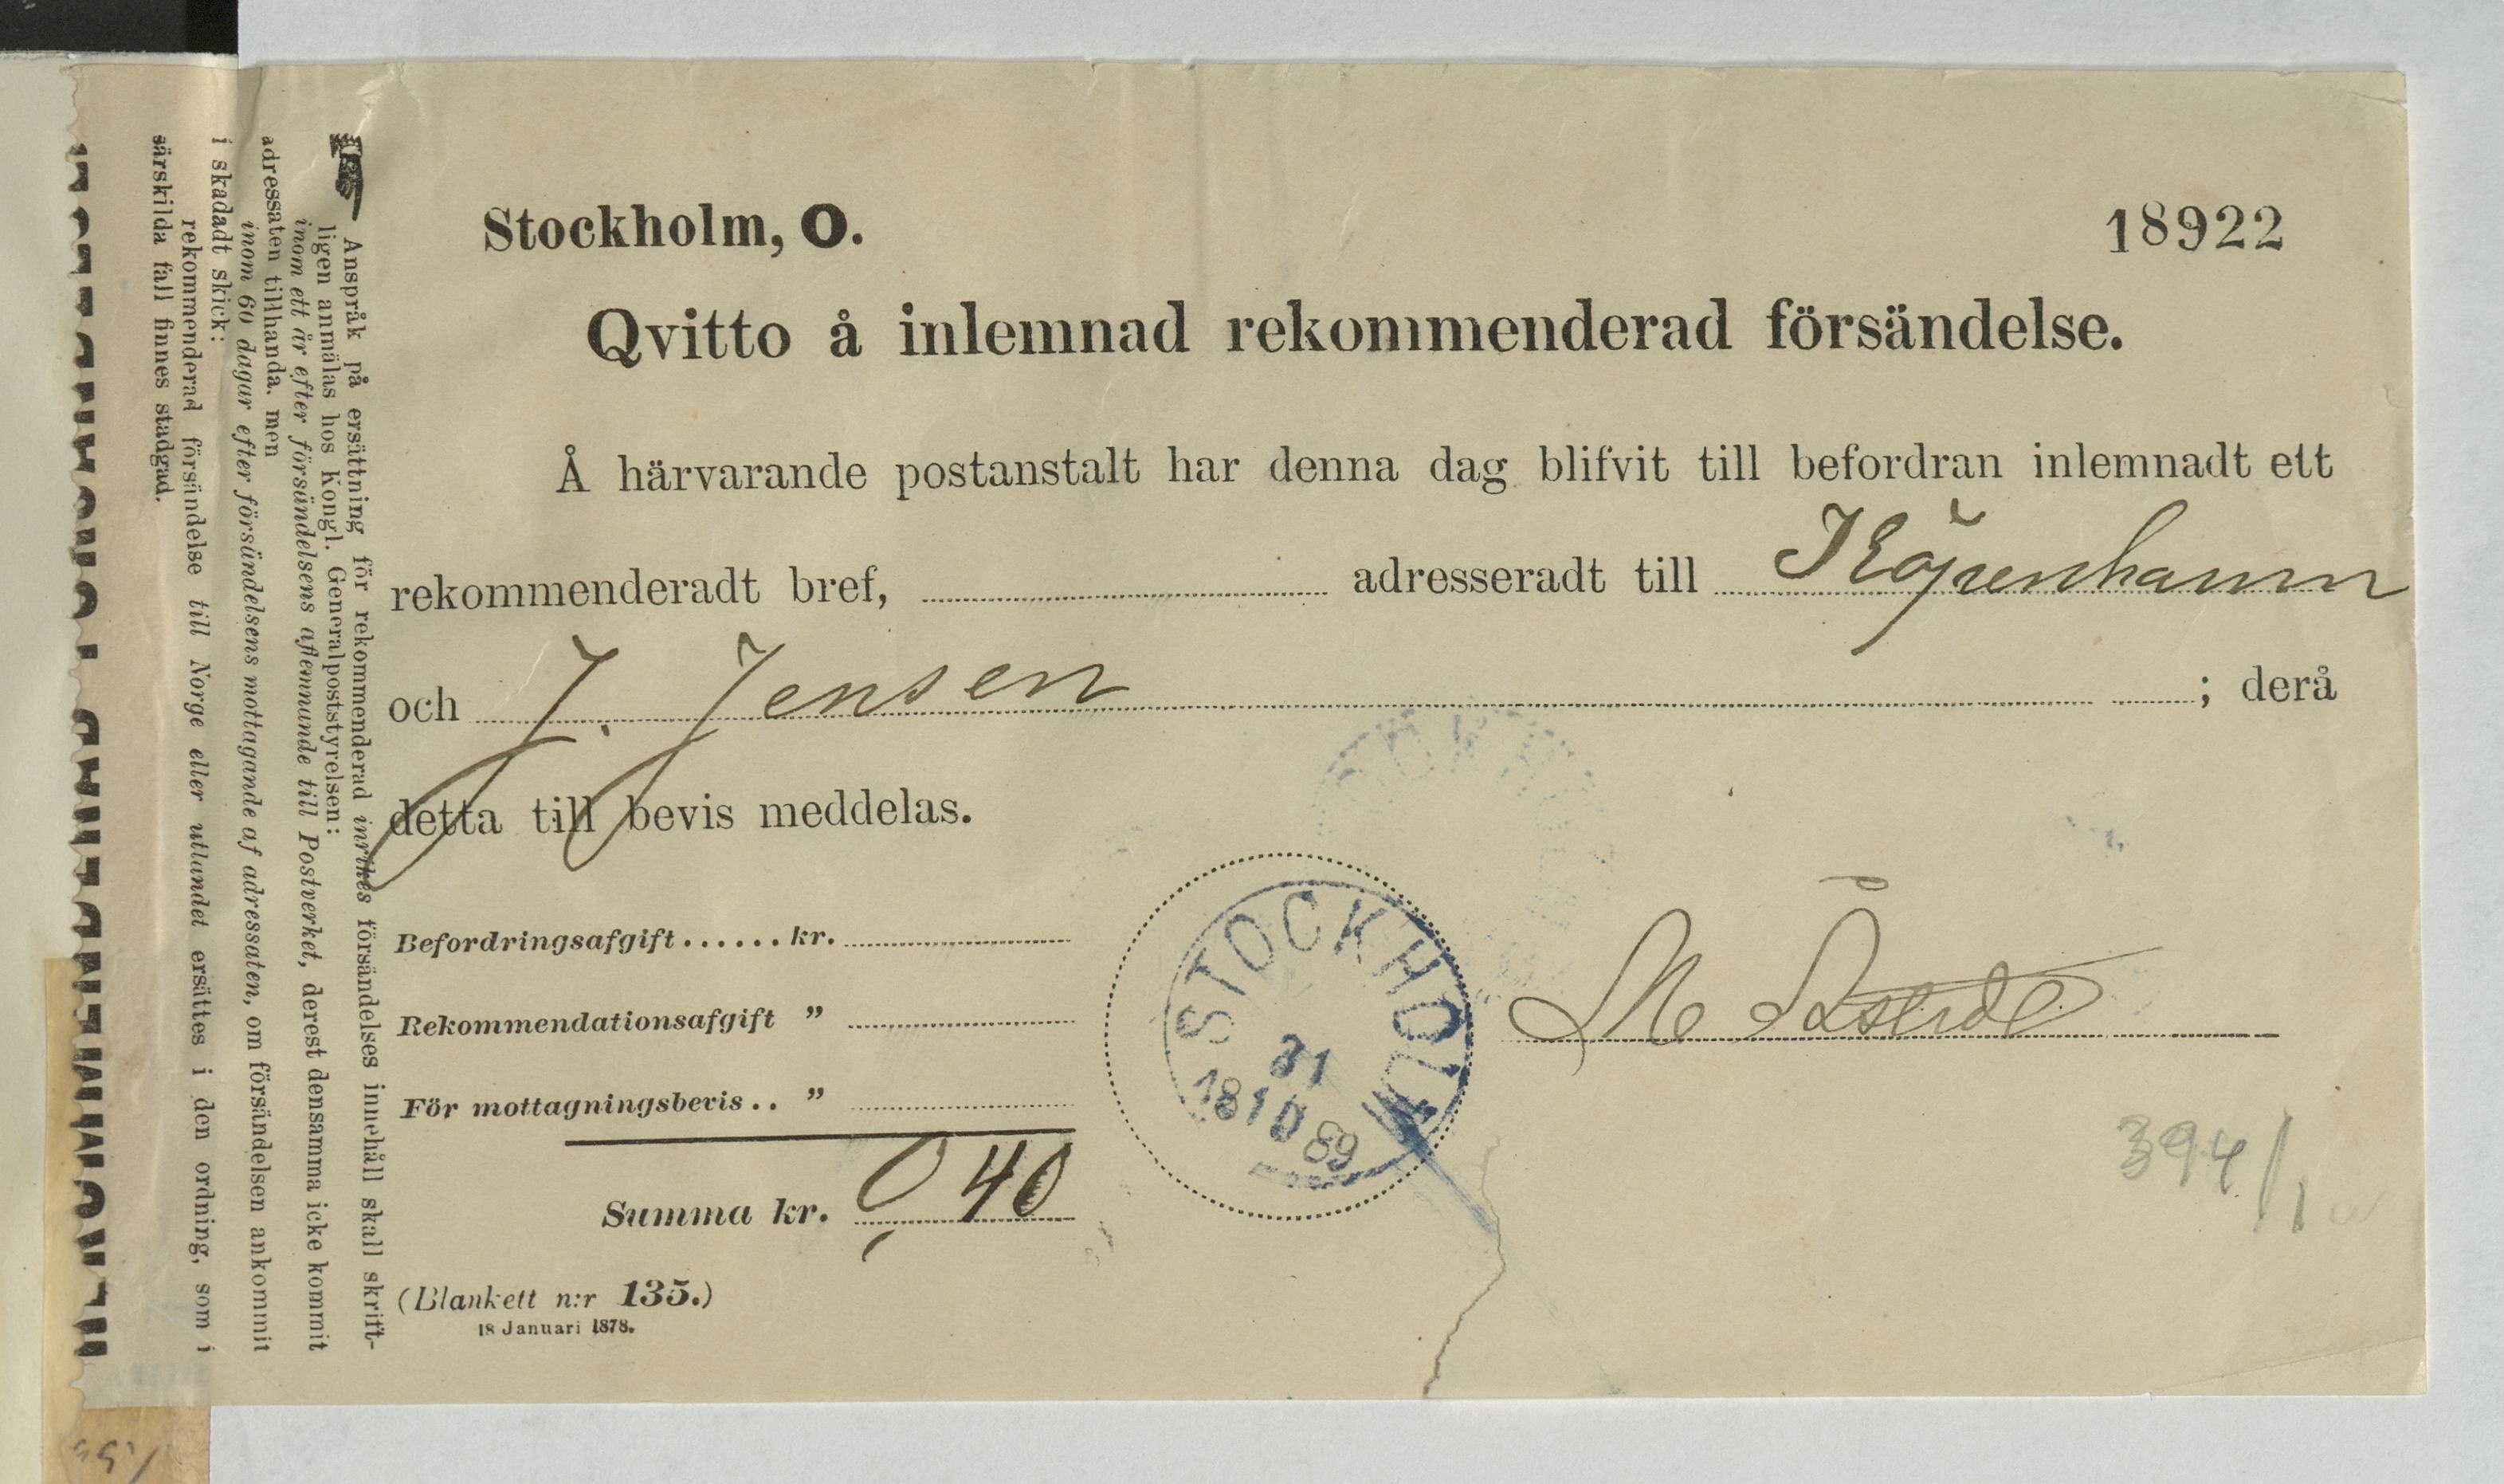 Stockholm, O.
18922
Qvitto å inlemnad rekommenderad försändelse.
Å härvarande postanstalt har denna dag blifvit till befordran inlemnadt ett
rekommenderadt bref, adresseradt till Köpenhamn
och J. Jensen ; derå
detta till bevis meddelas.
Befordringsafgift...... kr.
Rekommendationsafgift "
För mottagningsbevis.. "
Summa kr. 0,40
(Blankett n:r 135.)
18 Januari 1878.
STOCKHOLM
31
18 10 89
394/1
Anspråk på ersättning för rekommenderad inrikes försändelses innehåll skall skrift-
ligen anmälas hos Kongl. Generalpoststyrelsen:
inom ett år efter försändelsens aflemnande till Postverket, derest densamma icke kommit
adressaten tillhanda, men
inom 60 dagar efter försändelsens mottagande af adressaten, om försändelsen ankommit
i skadadt skick:
rekommenderad försändelse till Norge eller utlandet ersättes i den ordning, som i
särskilda fall finnes stadgad.